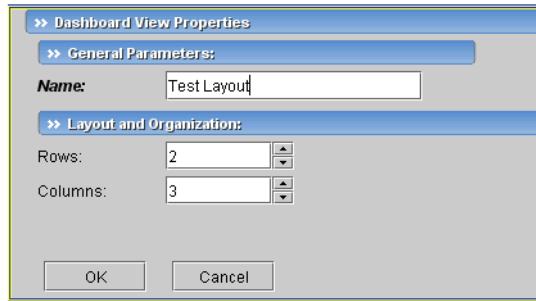 >> Dashboard View Properties
>> General Parameters:
Name: Test Layout
>> Layout and Organization:
Rows: 2
Columns: 3
OK Cancel